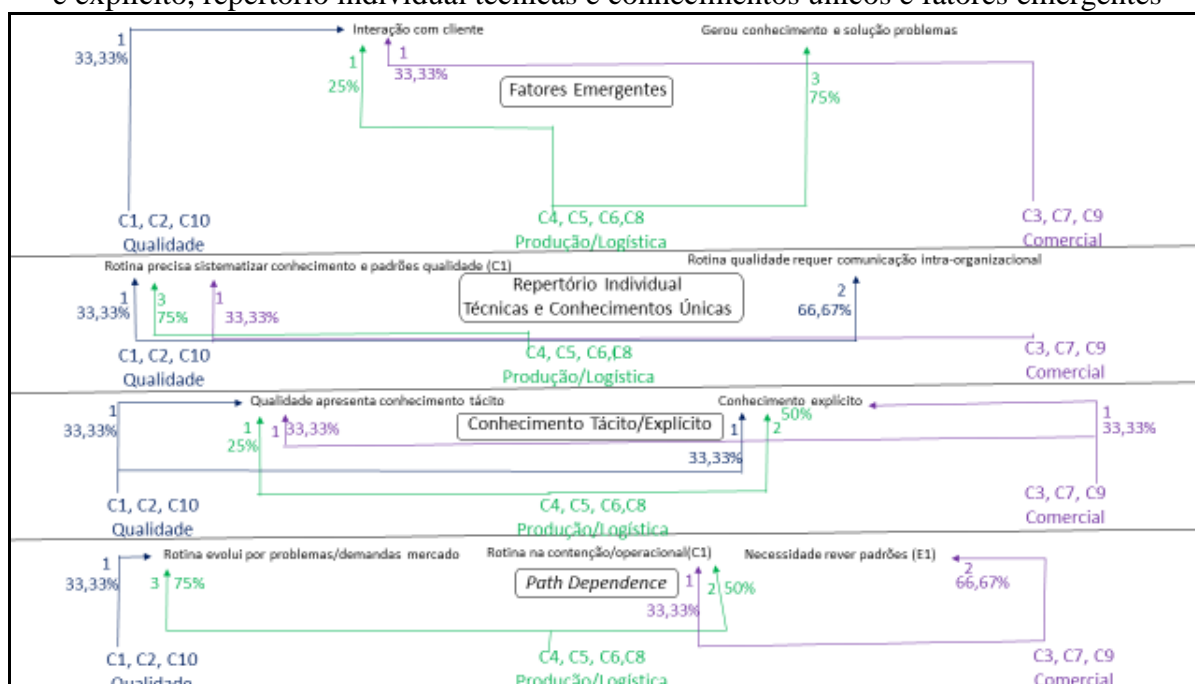 e explícito, repertório individual técnicas e conhecimentos únicos e fatores emergentes
1 Interação com cliente Gerou conhecimento e solução problemas
33,33% 1 1 3
25% 33,33% 75%
Fatores Emergentes
C1, C2, C10 C4, C5, C6,C8 C3, C7, C9
Qualidade Produção/Logística Comercial
Rotina precisa sistematizar conhecimento e padrões qualidade (C1) Rotina qualidade requer comunicação intra-organizacional
Repertório Individual
Técnicas e Conhecimentos Únicas
1 3 1 2
33,33% 75% 33,33% 66,67%
C1, C2, C10 C4, C5, C6,C8 C3, C7, C9
Qualidade Produção/Logística Comercial
Qualidade apresenta conhecimento tácito Conhecimento explícito
Conhecimento Tácito/Explícito
1 1 1 1 50% 1
33,33% 25% 33,33% 33,33% 2 33,33%
C1, C2, C10 C4, C5, C6,C8 C3, C7, C9
Qualidade Produção/Logística Comercial
Rotina evolui por problemas/demandas mercado Rotina na contenção/operacional(C1) Necessidade rever padrões (E1)
Path Dependence
1 3 75% 1 2 50% 2
33,33% 33,33% 66,67%
C1, C2, C10 C4, C5, C6,C8 C3, C7, C9
Qualidade Produção/Logística Comercial